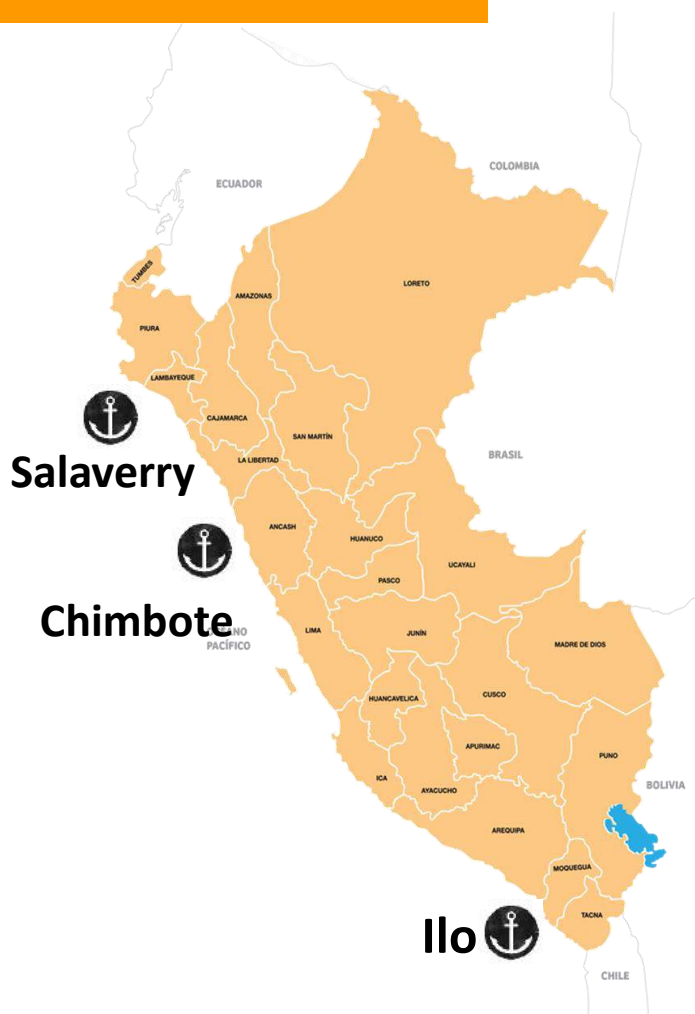 COLOMBIA
ECUADOR
TUMBES
LORETO
AMAZONAS
PIURA
LAMBAYEQUE
CAJAMARCA
SAN MARTÍN
BRASIL
LA LIBERTAD
Salaverry
ANCASH
HUANUCO
UCAYALI
PASCO
Chimbote
PACÍFICO
LIMA
JUNÍN
MADRE DE DIOS
HUANCAVELICA
CUSCO
APURIMAC
PUNO
ICA
AYACUCHO
BOLIVIA
AREQUIPA
MOQUEGUA
TACNA
Ilo
CHILE